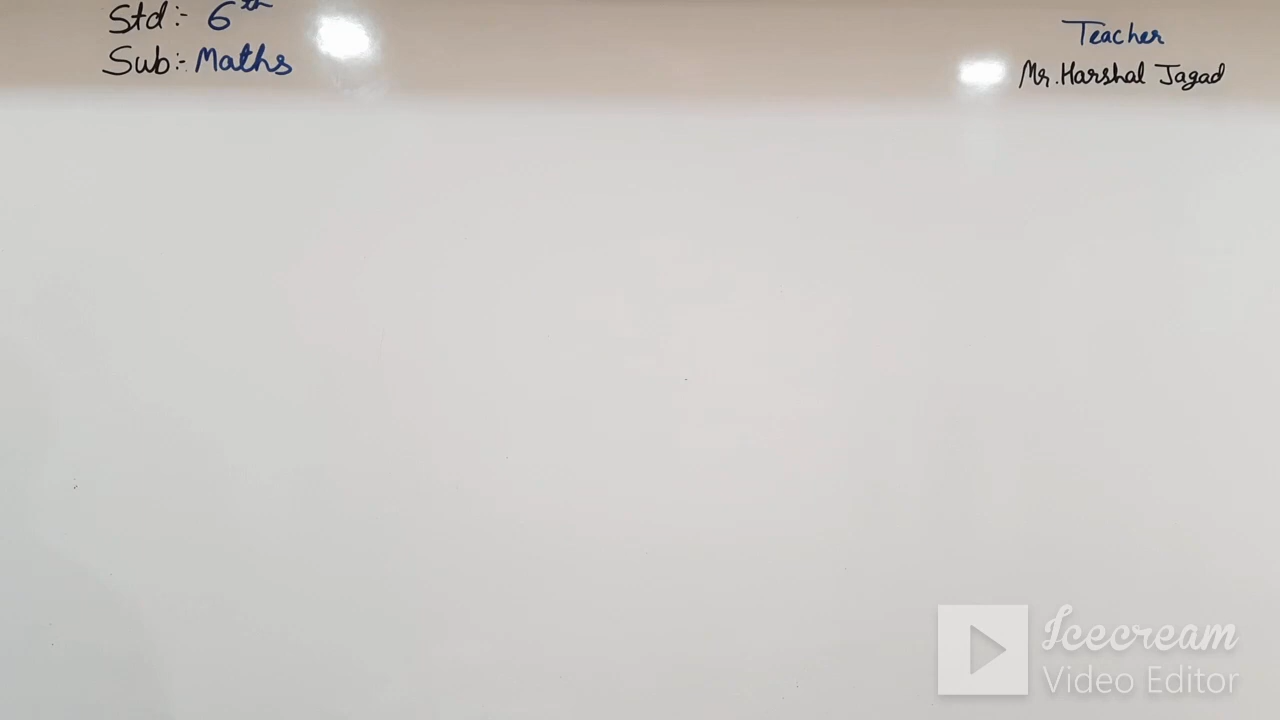 Std:- 6th
Sub:- Maths
Teacher
Mr. Harshal Jagad
Icecream
Video Editor